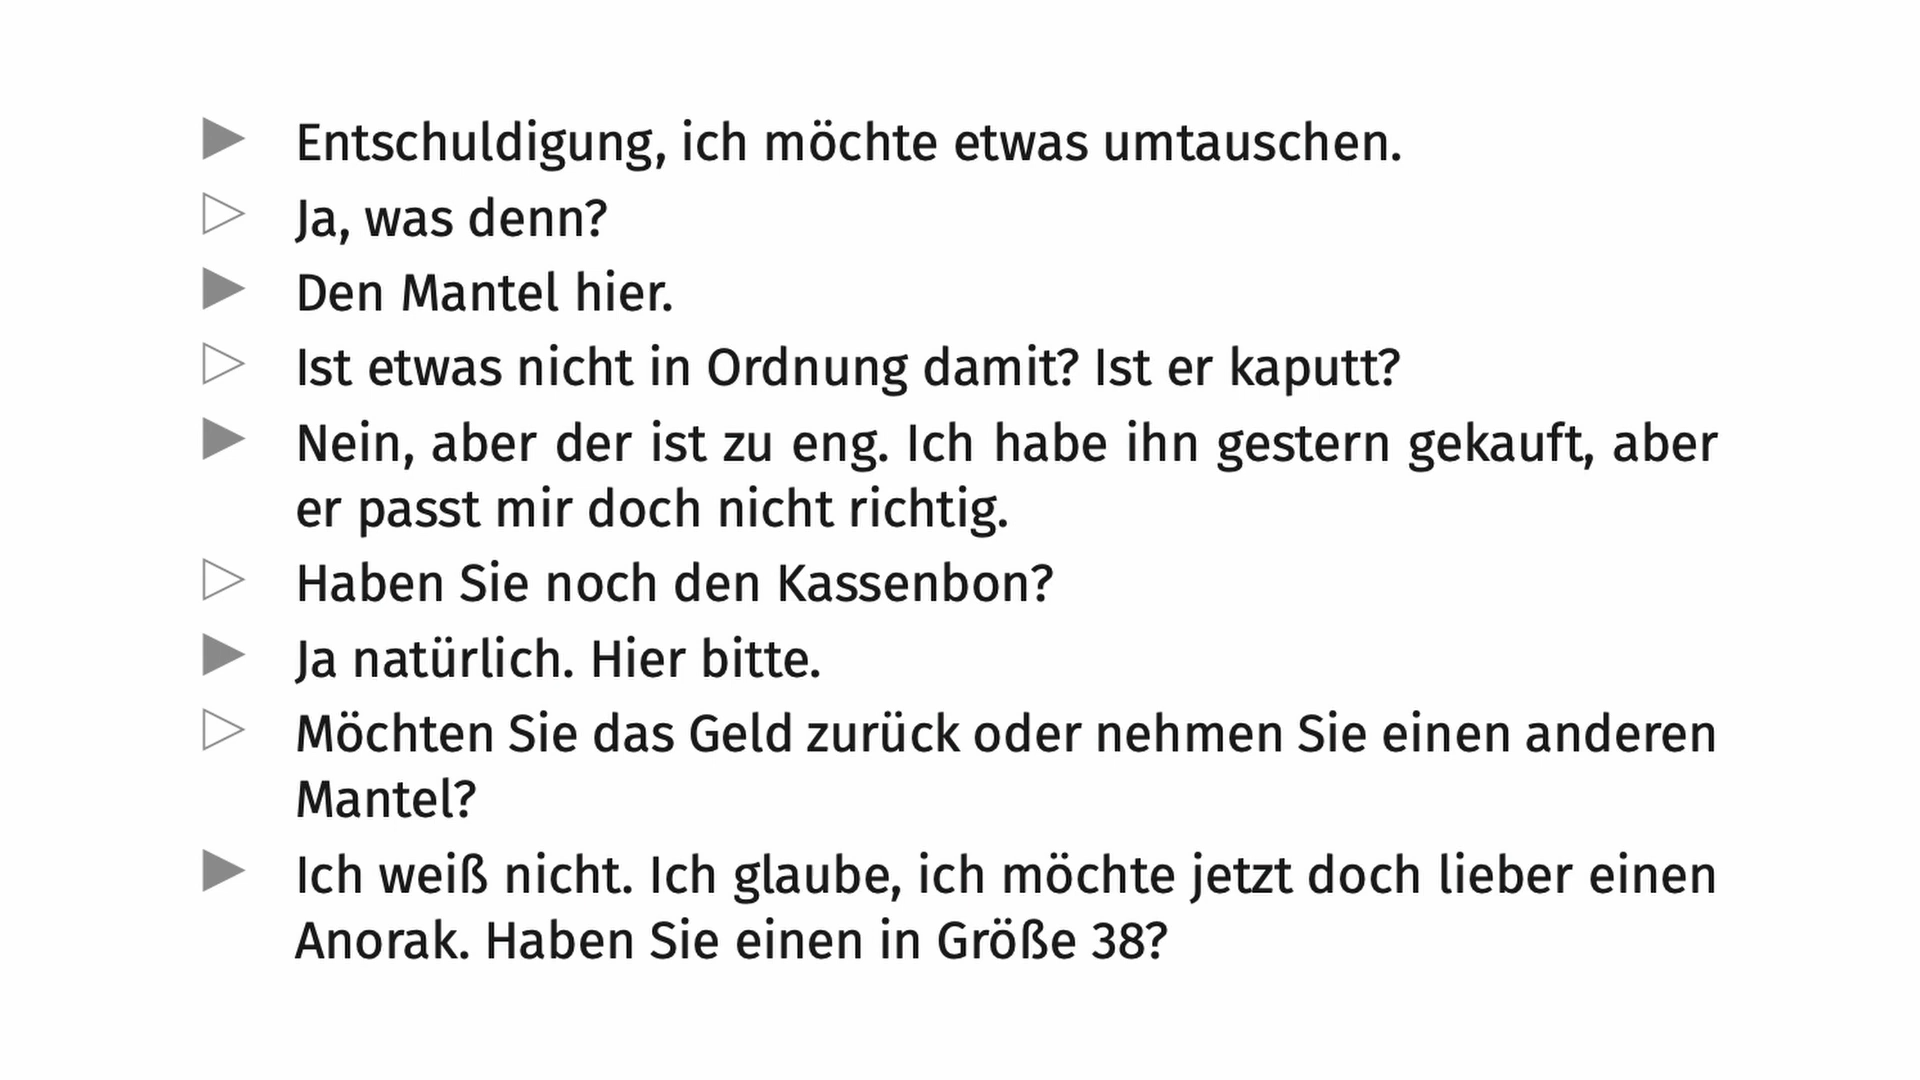 Entschuldigung, ich möchte etwas umtauschen.
Ja, was denn?
Den Mantel hier.
Ist etwas nicht in Ordnung damit? Ist er kaputt?
Nein, aber der ist zu eng. Ich habe ihn gestern gekauft, aber
er passt mir doch nicht richtig.
Haben Sie noch den Kassenbon?
Ja natürlich. Hier bitte.
Möchten Sie das Geld zurück oder nehmen Sie einen anderen
Mantel?
Ich weiß nicht. Ich glaube, ich möchte jetzt doch lieber einen
Anorak. Haben Sie einen in Größe 38?